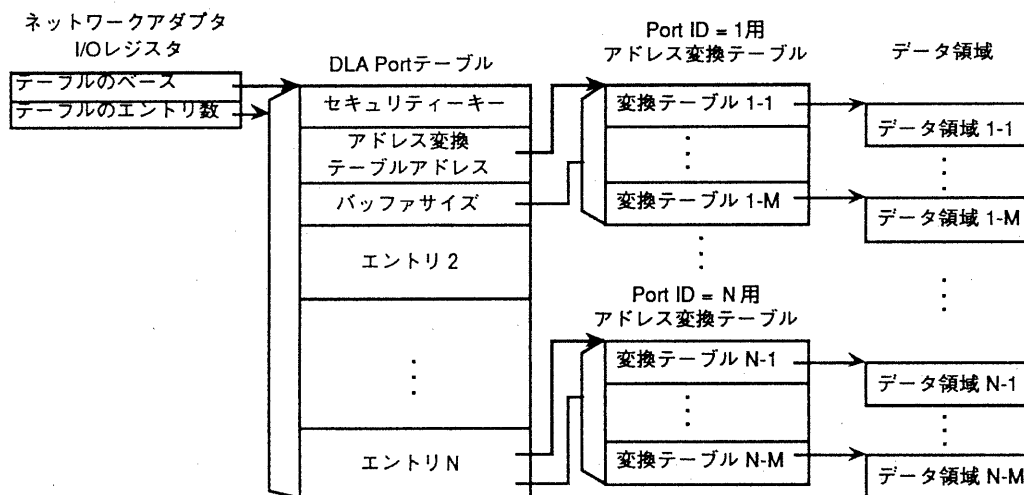 ネットワークアダプタ
I/Oレジスタ
テーブルのベース
テーブルのエントリ数
DLA Portテーブル
セキュリティーキー
アドレス変換
テーブルアドレス
バッファサイズ
エントリ 2
エントリ N
Port ID = 1用
アドレス変換テーブル
変換テーブル 1-1
変換テーブル 1-M
Port ID = N 用
アドレス変換テーブル
変換テーブル N-1
変換テーブル N-M
データ領域
データ領域 1-1
データ領域 1-M
データ領域 N-1
データ領域 N-M